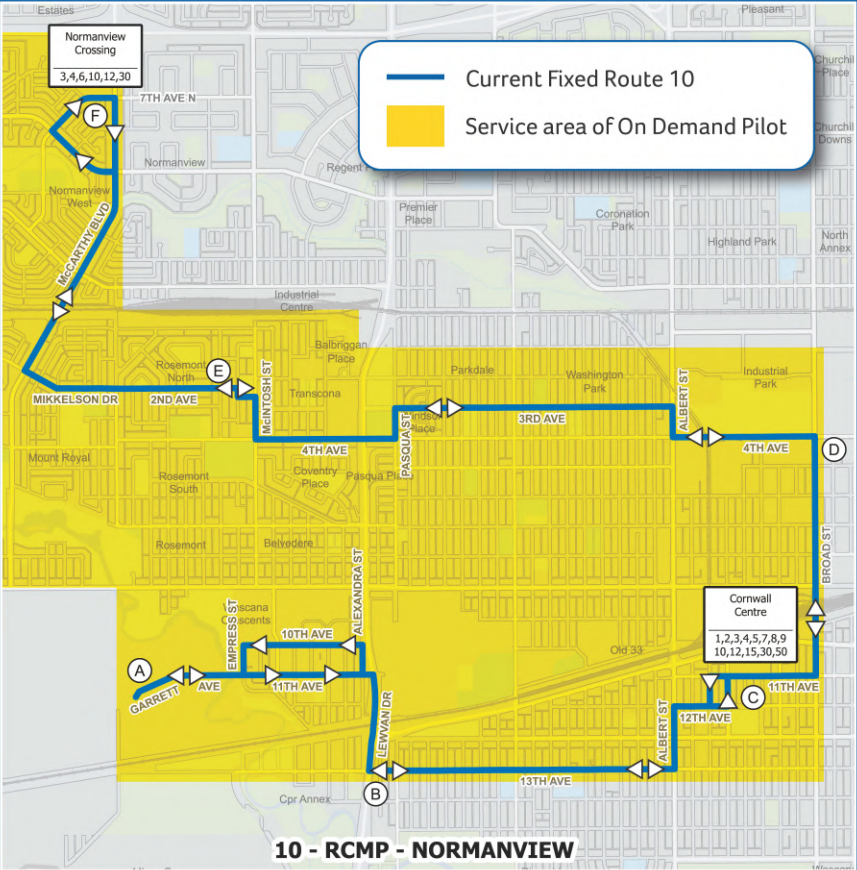 Estates
Pleasant
Normanview
Crossing
3,4,6,10,12,30
Current Fixed Route 10
Service area of On Demand Pilot
Churchill
Place
Churchill
Downs
7TH AVE N
F
Normanview
Regent
Normanview
West
McCARTHY BLVD
Premier
Place
Coronation
Park
Highland Park
North
Annex
Industrial
Centre
Balbriggan
Place
Rosemont
North
E
McINTOSH ST
Transcona
Parkdale
Washington
Park
ALBERT ST
Industrial
Park
MIKKELSON DR
2ND AVE
4TH AVE
PASQUA ST
Place
3RD AVE
4TH AVE
D
Mount Royal
Rosemont
South
Coventry
Place
Pasqua
Rosemont
Belvedere
ALEXANDRA ST
BROAD ST
EMPRESS ST
Crescents
10TH AVE
Cornwall
Centre
1,2,3,4,5,7,8,9
10,12,15,30,50
Old 33
A
GARRETT AVE
11TH AVE
LEWVAN DR
ALBERT ST
12TH AVE
C
11TH AVE
B
13TH AVE
Cpr Annex
10 - RCMP - NORMANVIEW